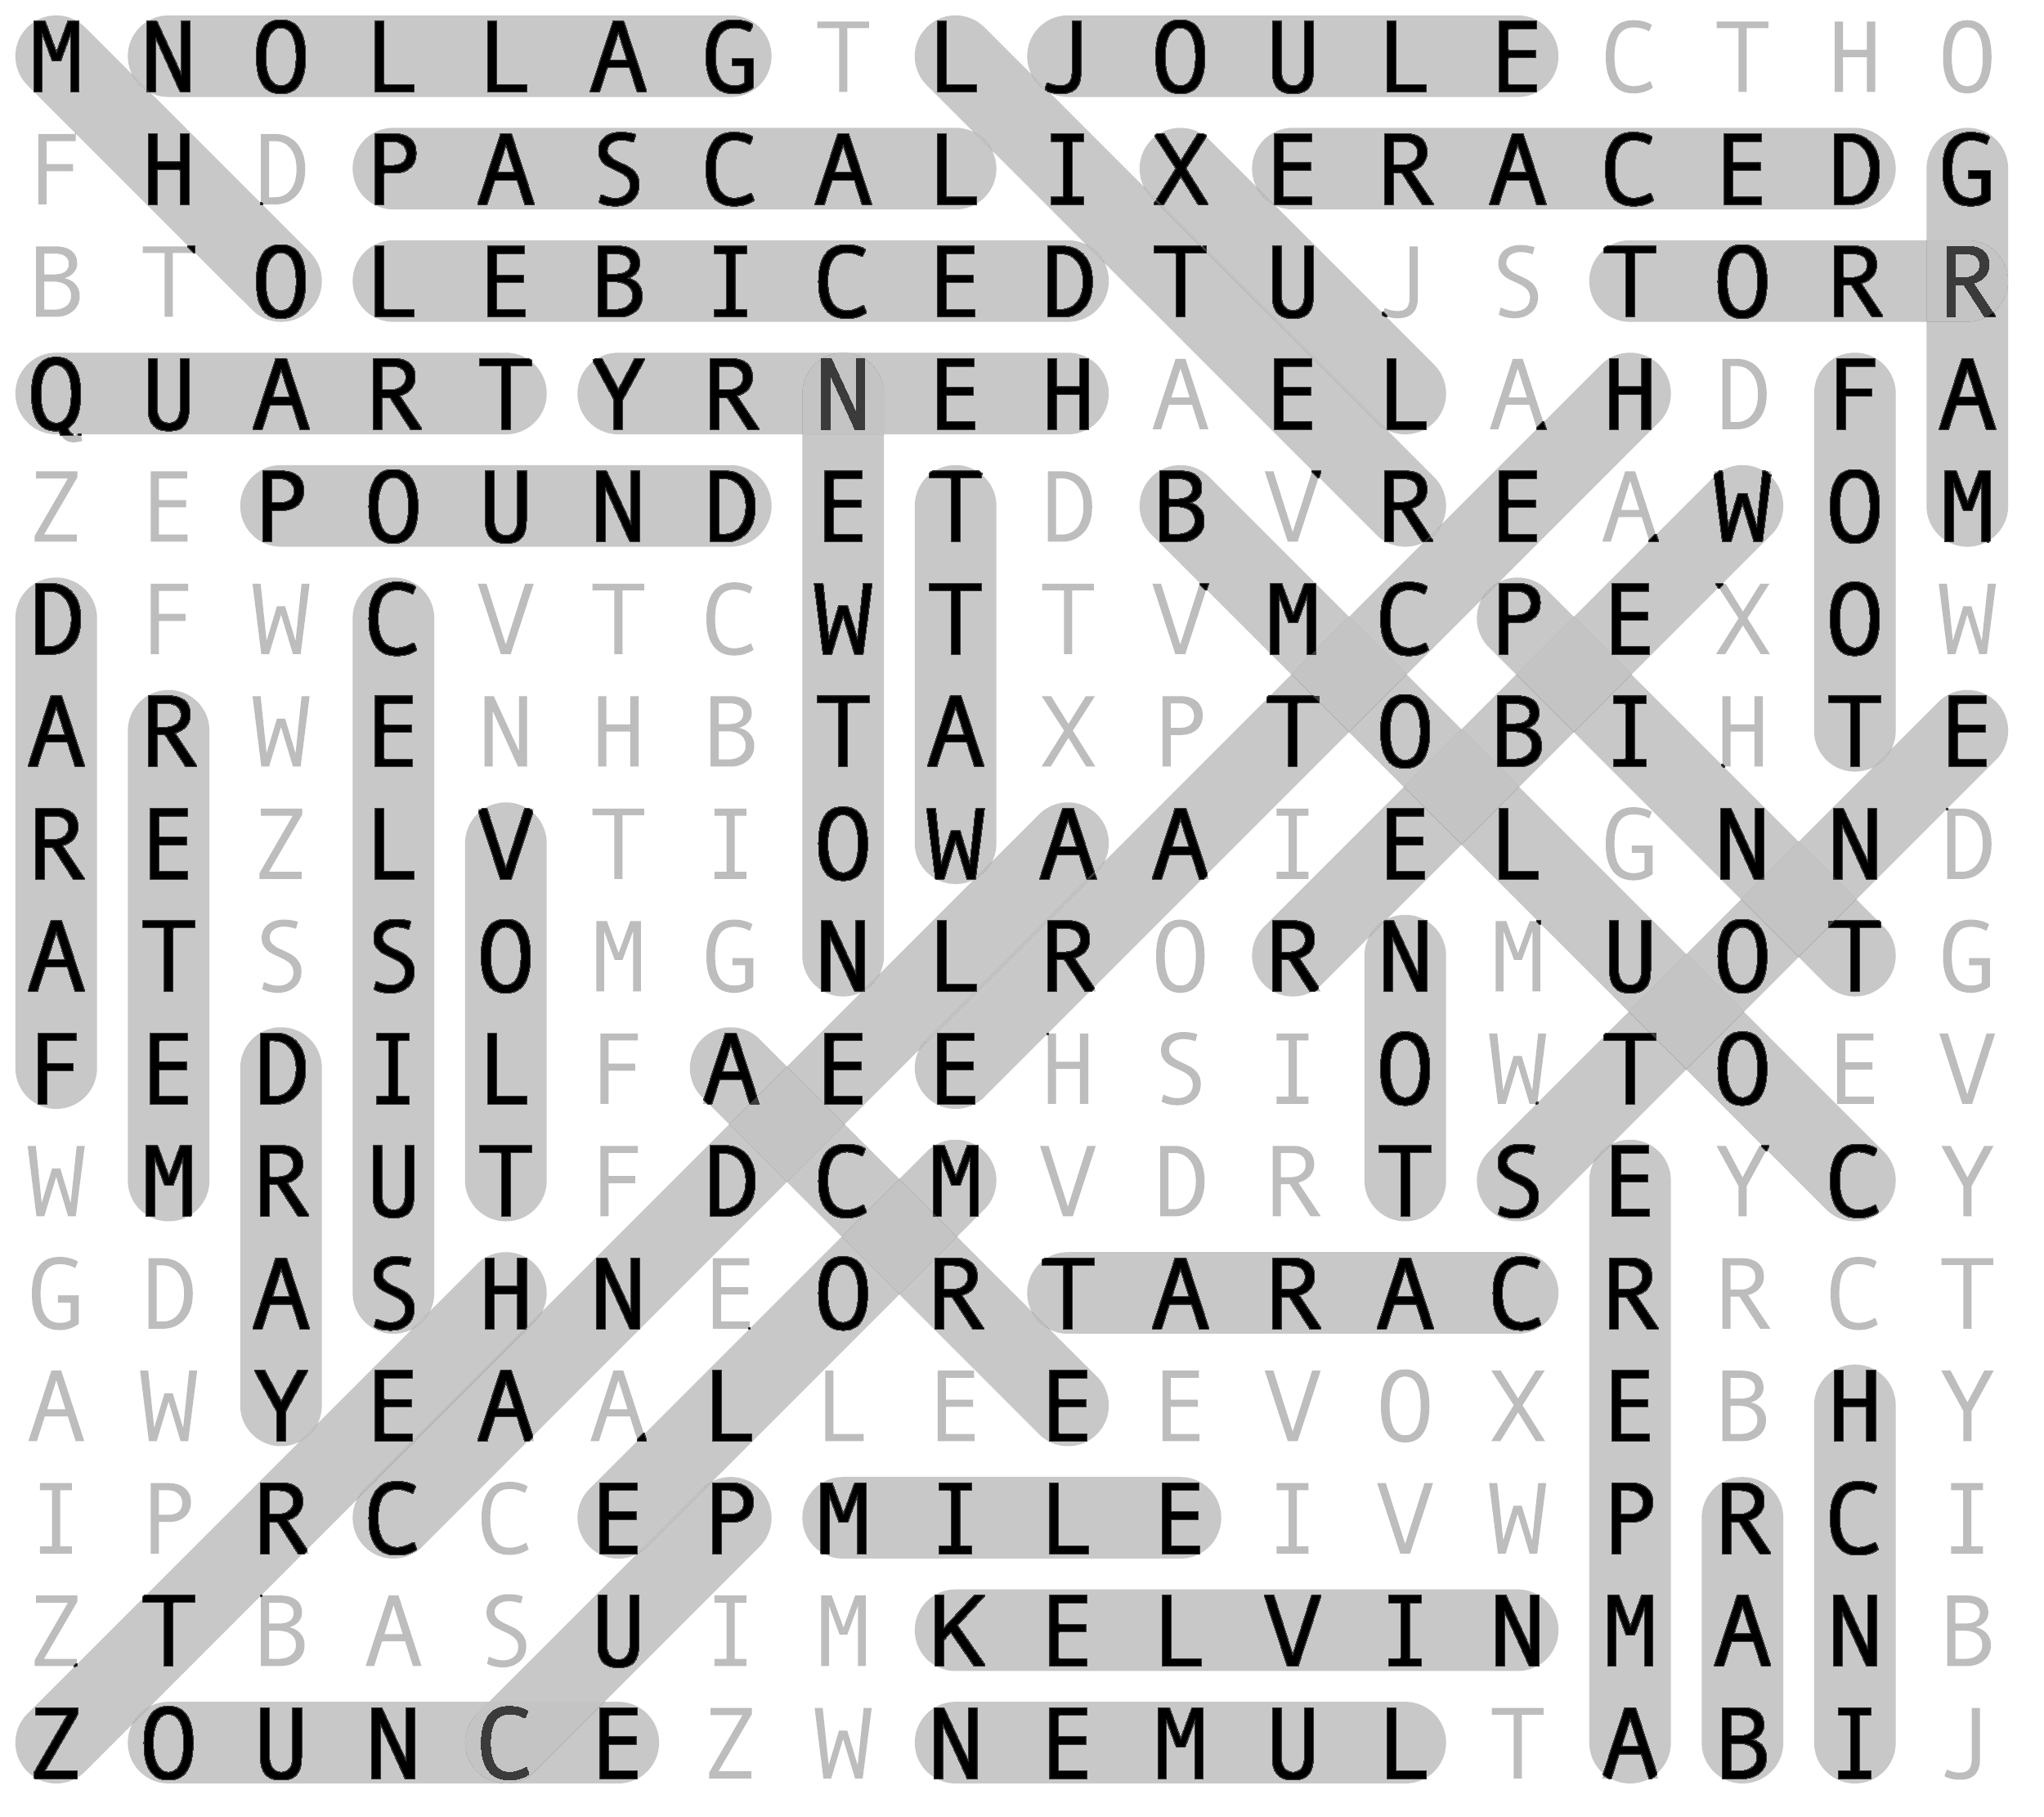 M N O L L A G T L J O U L E C T H O
F H D P A S C A L I X E R A C E D G
B T O L E B I C E D T U J S T O R R
Q U A R T Y R N E H A E L A H D F A
Z E P O U N D E T D B V R E A W O M
D F W C V T C W T T V M C P E X O W
A R W E N H B T A X P T O B I H T E
R E Z L V T I O W A A I E L G N N D
A T S S O M G N L R O R N M U O T G
F E D I L F A E E H S I O W T O E V
W M R U T F D C M V D R T S E Y C Y
G D A S H N E O R T A R A C R R C T
A W Y E A A L L E E E V O X E B H Y
I P R C C E P M I L E I V W P R C I
Z T B A S U I M K E L V I N M A N B
Z O U N C E Z W N E M U L T A B I J